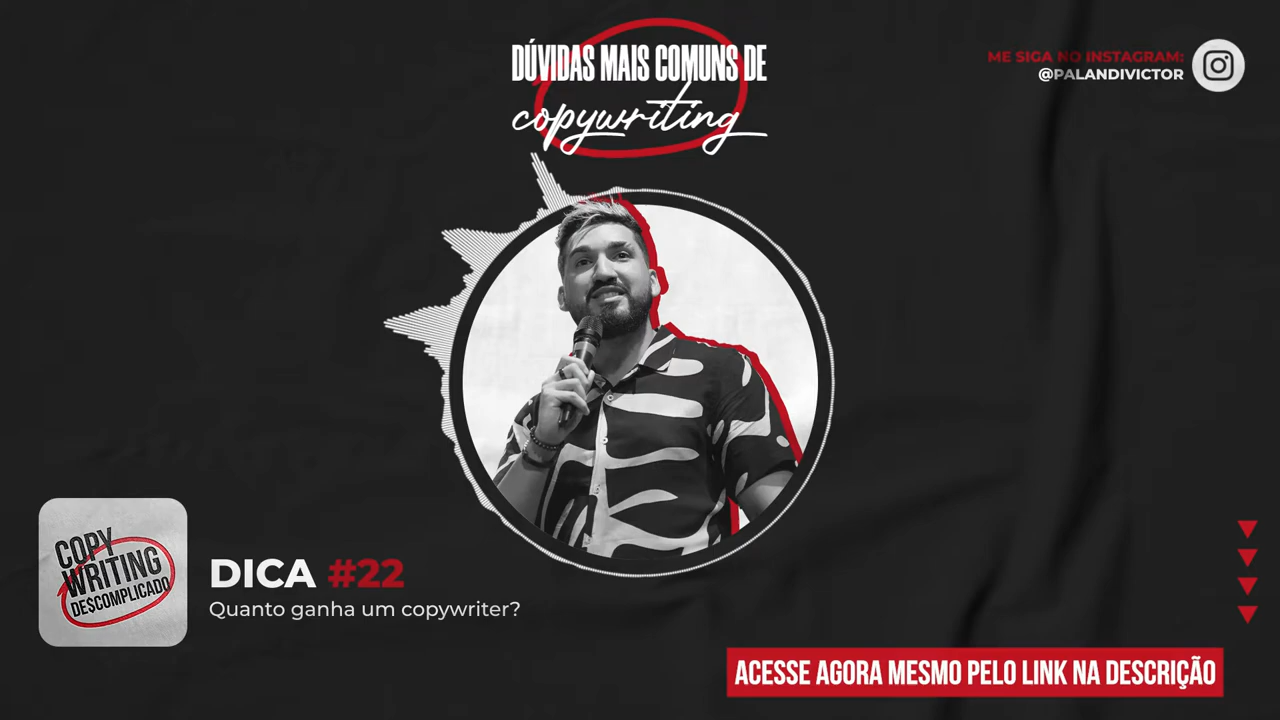 DÚVIDAS MAIS COMUNS DE
copywriting
ME SIGA NO INSTAGRAM:
@PALANDIVICTOR
COPY
WRITING
DESCOMPLICADO
DICA #22
Quanto ganha um copywriter?
ACESSE AGORA MESMO PELO LINK NA DESCRIÇÃO